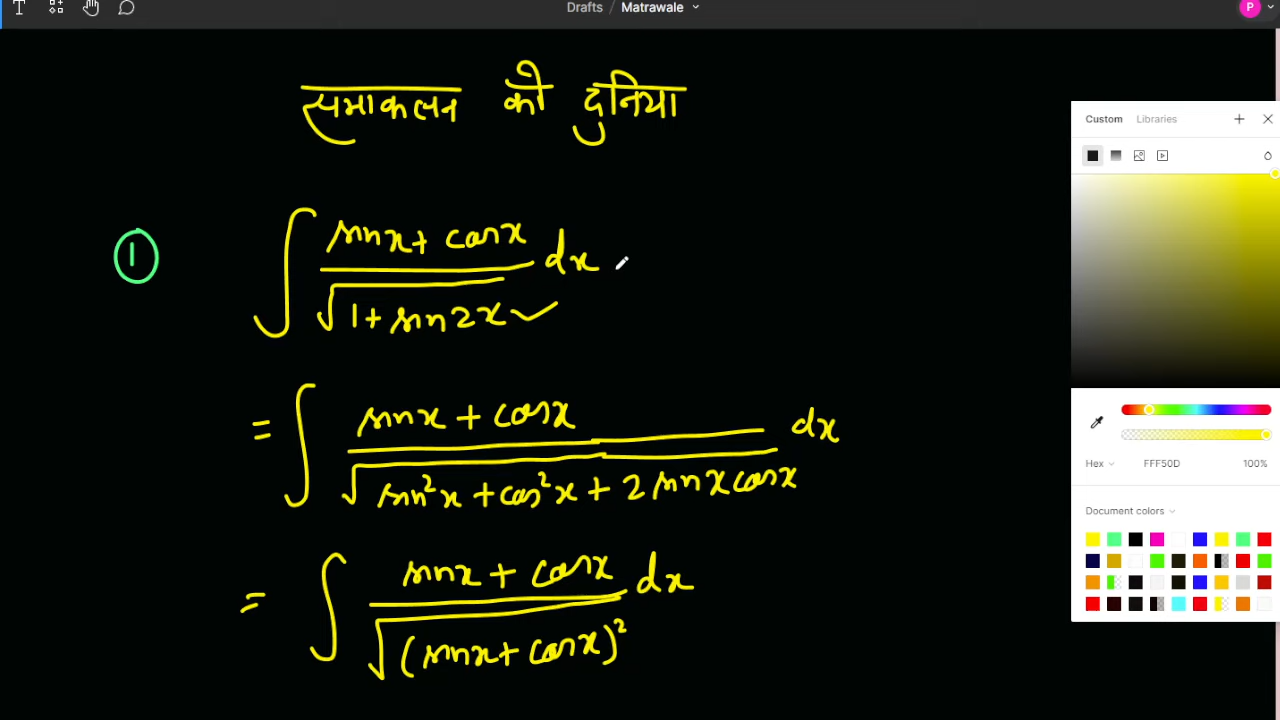 Drafts / Matrawale
P
समाकलन की दुनिया
① ∫ (sinx + cosx) / √(1 + sin2x) dx
= ∫ (sinx + cosx) / √(sin²x + cos²x + 2 sinx cosx) dx
= ∫ (sinx + cosx) / √((sinx + cosx)²) dx
Custom Libraries
Hex FFF50D 100%
Document colors